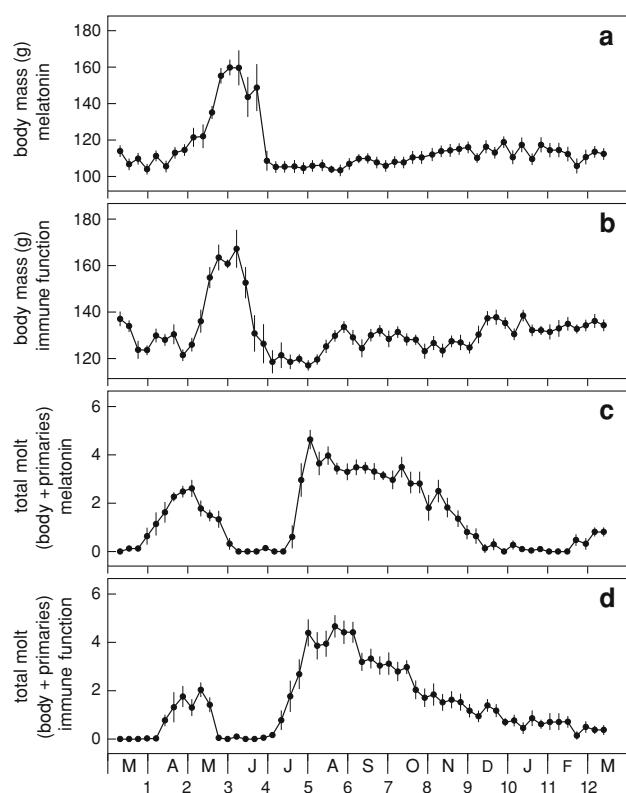 180
160
140
120
100
body mass (g)
melatonin
a
180
160
140
120
body mass (g)
immune function
b
6
4
2
0
total molt
(body + primaries)
melatonin
c
6
4
2
0
total molt
(body + primaries)
immune function
d
M A M J J A S O N D J F M
1 2 3 4 5 6 7 8 9 10 11 12